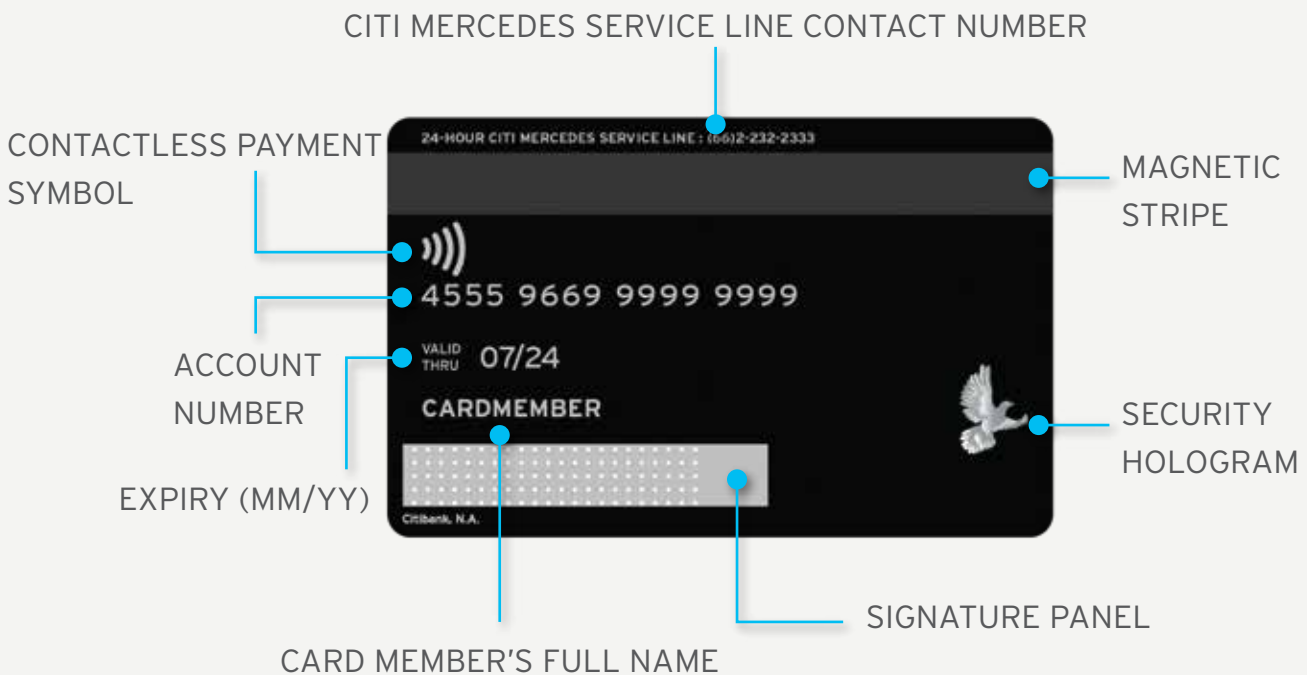 CITI MERCEDES SERVICE LINE CONTACT NUMBER
24-HOUR CITI MERCEDES SERVICE LINE : (66)2-232-2333
CONTACTLESS PAYMENT
SYMBOL
MAGNETIC
STRIPE
4555 9669 9999 9999
ACCOUNT
NUMBER
VALID
THRU 07/24
CARDMEMBER
SECURITY
HOLOGRAM
EXPIRY (MM/YY)
Citibank, N.A.
SIGNATURE PANEL
CARD MEMBER'S FULL NAME